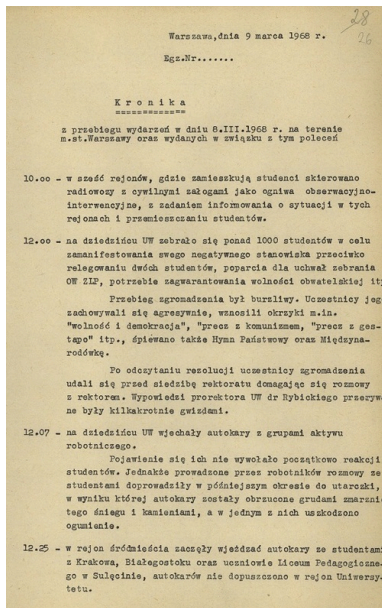 28
26
Warszawa,dnia 9 marca 1968 r.
Egz.Nr.......
K r o n i k a
============
z przebiegu wydarzeń w dniu 8.III.1968 r. na terenie
m.st.Warszawy oraz wydanych w związku z tym poleceń
10.00 - w sześć rejonów, gdzie zamieszkują studenci skierowano
radiowozy z cywilnymi załogami jako ogniwa obserwacyjno-
interwencyjne, z zadaniem informowania o sytuacji w tych
rejonach i przemieszczaniu studentów.
12.00 - na dziedzińcu UW zebrało się ponad 1000 studentów w celu
zamanifestowania swego negatywnego stanowiska przeciwko
relegowaniu dwóch studentów, poparcia dla uchwał zebrania
OW ZLP, potrzebie zagwarantowania wolności obywatelskiej itp
Przebieg zgromadzenia był burzliwy. Uczestnicy jeg
zachowywali się agresywnie, wznosili okrzyki m.in.
"wolność i demokracja", "precz z komunizmem, "precz z ges-
tapo" itp., śpiewano także Hymn Państwowy oraz Międzyna-
rodówkę.
Po odczytaniu rezolucji uczestnicy zgromadzenia
udali się przed siedzibę rektoratu domagając się rozmowy
z rektorem. Wypowiedzi prorektora UW dr Rybickiego przerywa
ne były kilkakrotnie gwizdami.
12.07 - na dziedzińcu UW wjechały autokary z grupami aktywu
robotniczego.
Pojawienie się ich nie wywołało początkowo reakcji
studentów. Jednakże prowadzone przez robotników rozmowy ze
studentami doprowadziły w późniejszym okresie do utarczki,
w wyniku której autokary zostały obrzucone grudami zmarznię
tego śniegu i kamieniami, a w jednym z nich uszkodzono
ogumienie.
12.25 - w rejon śródmieścia zaczęły wjeżdżać autokary ze studentami
z Krakowa, Białegostoku oraz uczniowie Liceum Pedagogiczne.
go w Sulęcinie, autokarów nie dopuszczono w rejon Uniwersy-
tetu.